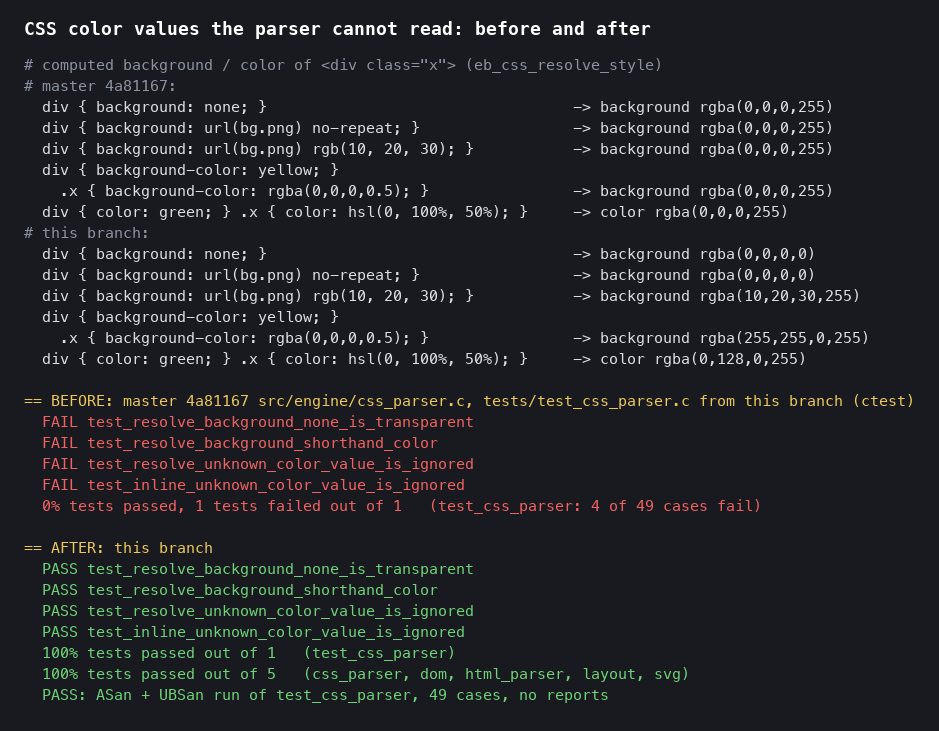 CSS color values the parser cannot read: before and after
# computed background / color of <div class="x"> (eb_css_resolve_style)
# master 4a81167:
div { background: none; } -> background rgba(0,0,0,255)
div { background: url(bg.png) no-repeat; } -> background rgba(0,0,0,255)
div { background: url(bg.png) rgb(10, 20, 30); } -> background rgba(0,0,0,255)
div { background-color: yellow; }
.x { background-color: rgba(0,0,0,0.5); } -> background rgba(0,0,0,255)
div { color: green; } .x { color: hsl(0, 100%, 50%); } -> color rgba(0,0,0,255)
# this branch:
div { background: none; } -> background rgba(0,0,0,0)
div { background: url(bg.png) no-repeat; } -> background rgba(0,0,0,0)
div { background: url(bg.png) rgb(10, 20, 30); } -> background rgba(10,20,30,255)
div { background-color: yellow; }
.x { background-color: rgba(0,0,0,0.5); } -> background rgba(255,255,0,255)
div { color: green; } .x { color: hsl(0, 100%, 50%); } -> color rgba(0,128,0,255)
== BEFORE: master 4a81167 src/engine/css_parser.c, tests/test_css_parser.c from this branch (ctest)
FAIL test_resolve_background_none_is_transparent
FAIL test_resolve_background_shorthand_color
FAIL test_resolve_unknown_color_value_is_ignored
FAIL test_inline_unknown_color_value_is_ignored
0% tests passed, 1 tests failed out of 1 (test_css_parser: 4 of 49 cases fail)
== AFTER: this branch
PASS test_resolve_background_none_is_transparent
PASS test_resolve_background_shorthand_color
PASS test_resolve_unknown_color_value_is_ignored
PASS test_inline_unknown_color_value_is_ignored
100% tests passed out of 1 (test_css_parser)
100% tests passed out of 5 (css_parser, dom, html_parser, layout, svg)
PASS: ASan + UBSan run of test_css_parser, 49 cases, no reports